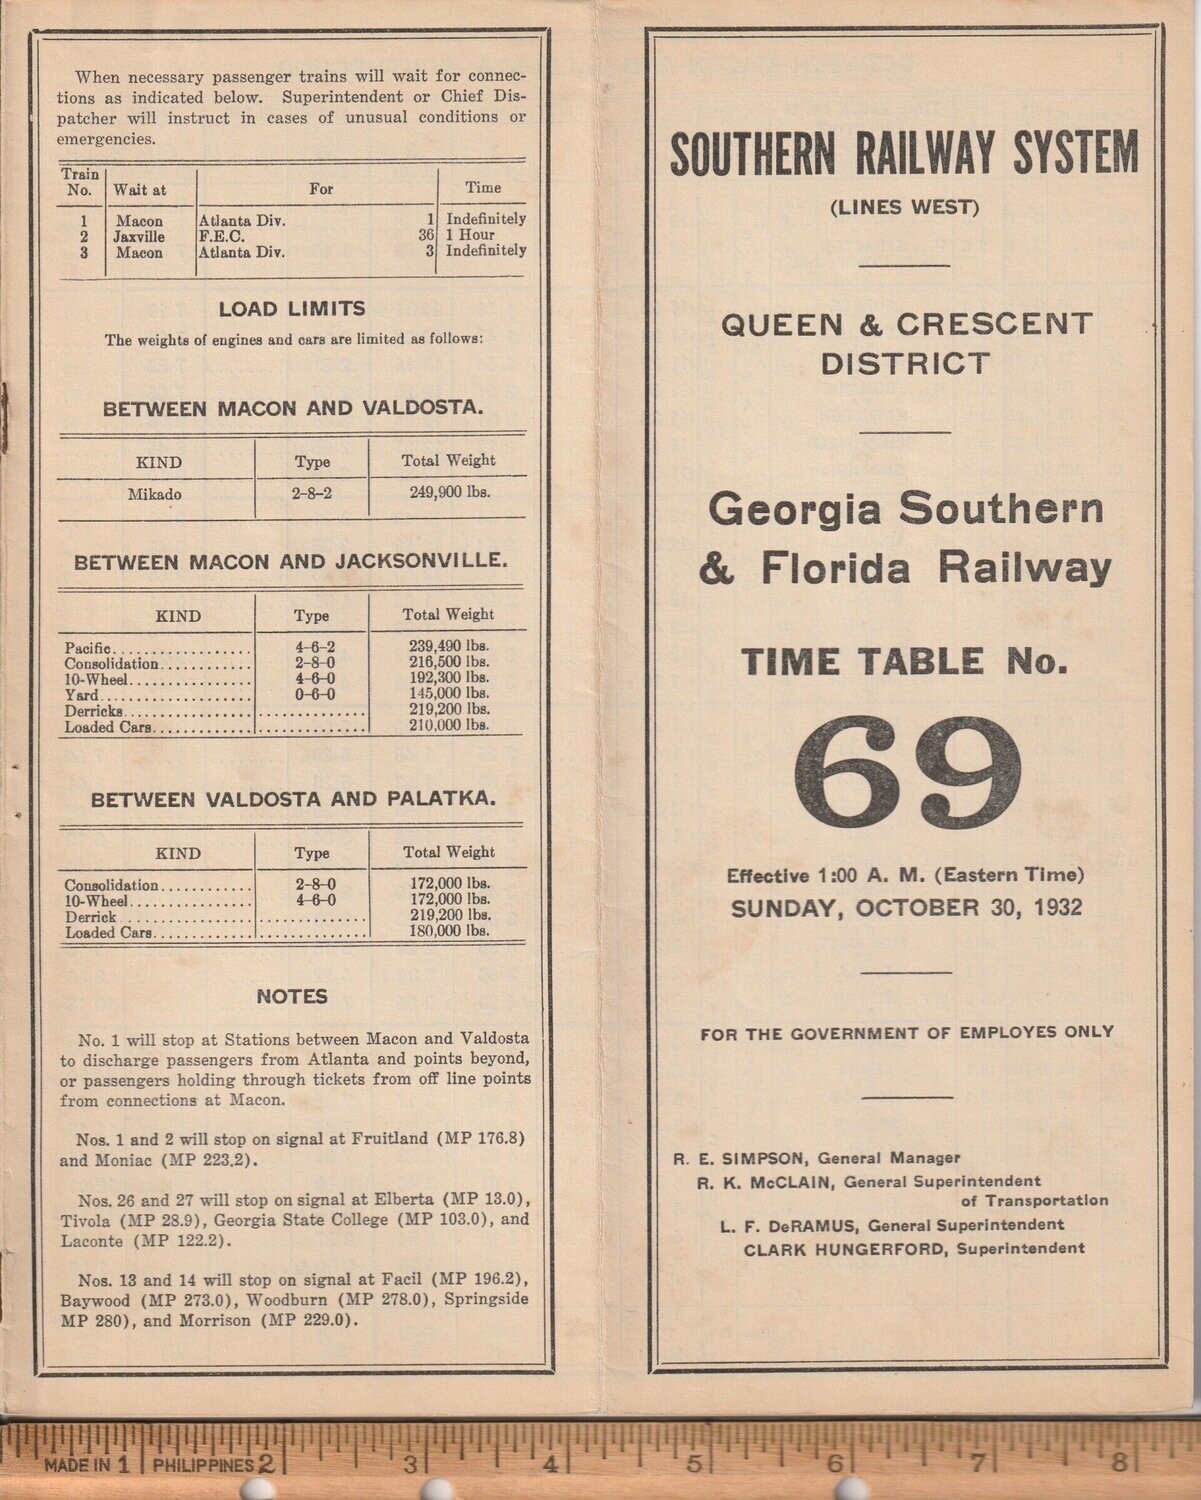 When necessary passenger trains will wait for connec-
tions as indicated below. Superintendent or Chief Dis-
patcher will instruct in cases of unusual conditions or
emergencies.
Train No. Wait at For Time
1 Macon Atlanta Div. 1 Indefinitely
2 Jaxville F.E.C. 36 1 Hour
3 Macon Atlanta Div. 3 Indefinitely
LOAD LIMITS
The weights of engines and cars are limited as follows:
BETWEEN MACON AND VALDOSTA.
KIND Type Total Weight
Mikado 2-8-2 249,900 lbs.
BETWEEN MACON AND JACKSONVILLE.
KIND Type Total Weight
Pacific.................. 4-6-2 239,490 lbs.
Consolidation............ 2-8-0 216,500 lbs.
10-Wheel................ 4-6-0 192,300 lbs.
Yard.................... 0-6-0 145,000 lbs.
Derricks................ .............. 219,200 lbs.
Loaded Cars............. .............. 210,000 lbs.
BETWEEN VALDOSTA AND PALATKA.
KIND Type Total Weight
Consolidation............ 2-8-0 172,000 lbs.
10-Wheel................ 4-6-0 172,000 lbs.
Derrick................. .............. 219,200 lbs.
Loaded Cars............. .............. 180,000 lbs.
NOTES
No. 1 will stop at Stations between Macon and Valdosta
to discharge passengers from Atlanta and points beyond,
or passengers holding through tickets from off line points
from connections at Macon.
Nos. 1 and 2 will stop on signal at Fruitland (MP 176.8)
and Moniac (MP 223.2).
Nos. 26 and 27 will stop on signal at Elberta (MP 13.0),
Tivola (MP 28.9), Georgia State College (MP 103.0), and
Laconte (MP 122.2).
Nos. 13 and 14 will stop on signal at Facil (MP 196.2),
Baywood (MP 273.0), Woodburn (MP 278.0), Springside
MP 280), and Morrison (MP 229.0).
SOUTHERN RAILWAY SYSTEM
(LINES WEST)
QUEEN & CRESCENT
DISTRICT
Georgia Southern
& Florida Railway
TIME TABLE No.
69
Effective 1:00 A. M. (Eastern Time)
SUNDAY, OCTOBER 30, 1932
FOR THE GOVERNMENT OF EMPLOYES ONLY
R. E. SIMPSON, General Manager
R. K. McCLAIN, General Superintendent
of Transportation
L. F. DeRAMUS, General Superintendent
CLARK HUNGERFORD, Superintendent
MADE IN 1 PHILIPPINES 2 3 4 5 6 7 8